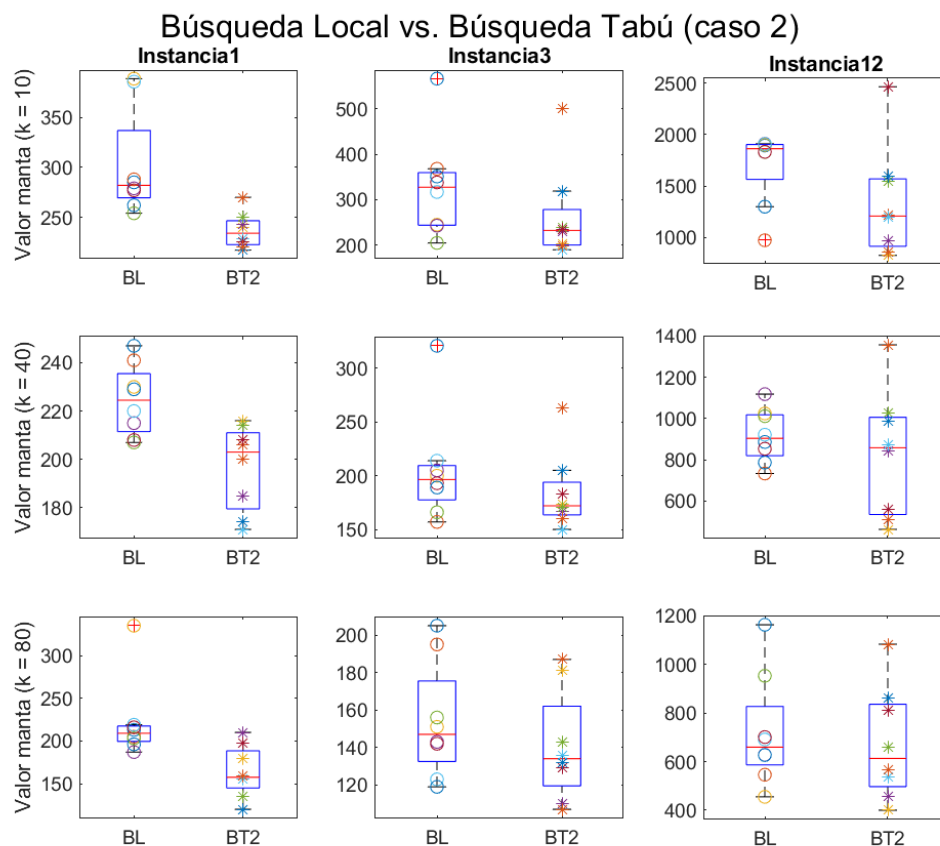 Búsqueda Local vs. Búsqueda Tabú (caso 2)
Instancia1
Instancia3
Instancia12
Valor manta (k = 10)
350
300
250
BL
BT2
500
400
300
200
BL
BT2
2500
2000
1500
1000
BL
BT2
Valor manta (k = 40)
240
220
200
180
BL
BT2
300
250
200
150
BL
BT2
1400
1200
1000
800
600
BL
BT2
Valor manta (k = 80)
300
250
200
150
BL
BT2
200
180
160
140
120
BL
BT2
1200
1000
800
600
400
BL
BT2